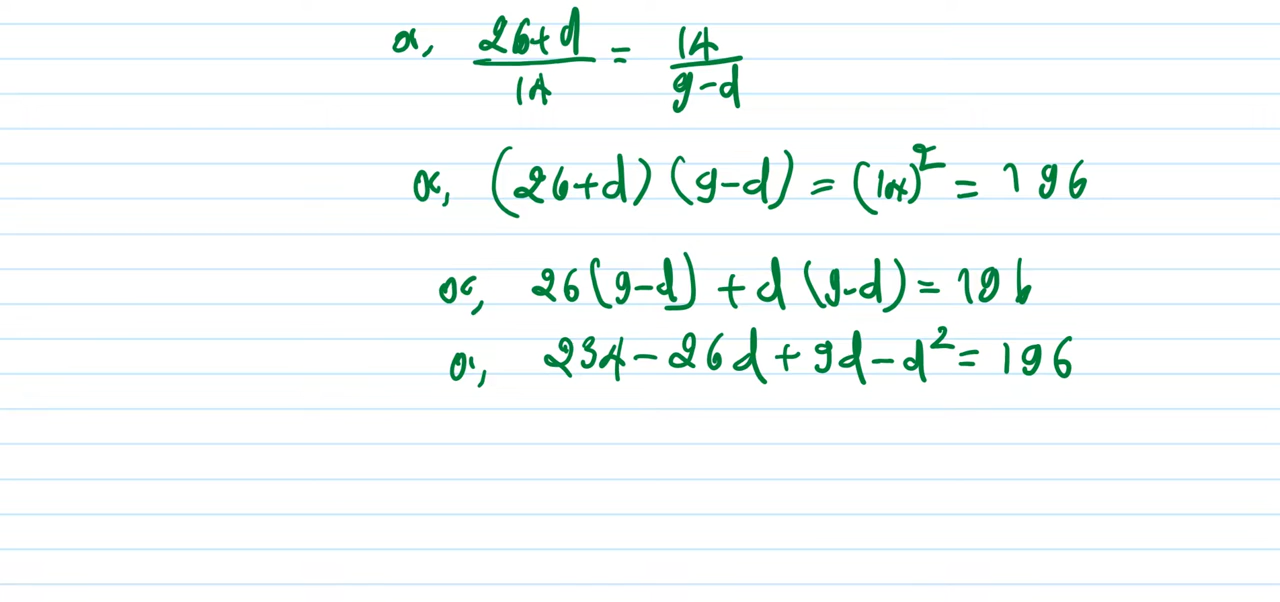 or, (26+d)/14 = 14/(9-d)
or, (26+d) (9-d) = (14)² = 196
or, 26(9-d) + d (9-d) = 196
or, 234 - 26d + 9d - d² = 196